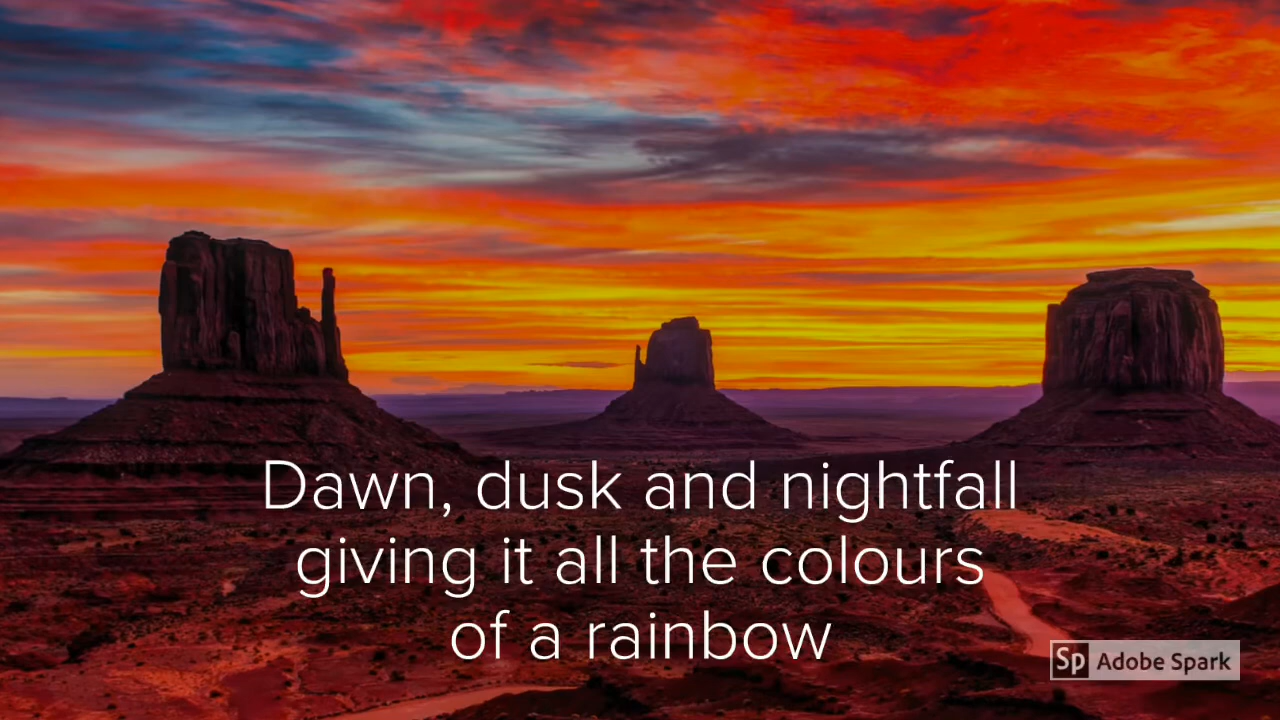 Dawn, dusk and nightfall
giving it all the colours
of a rainbow
Sp Adobe Spark